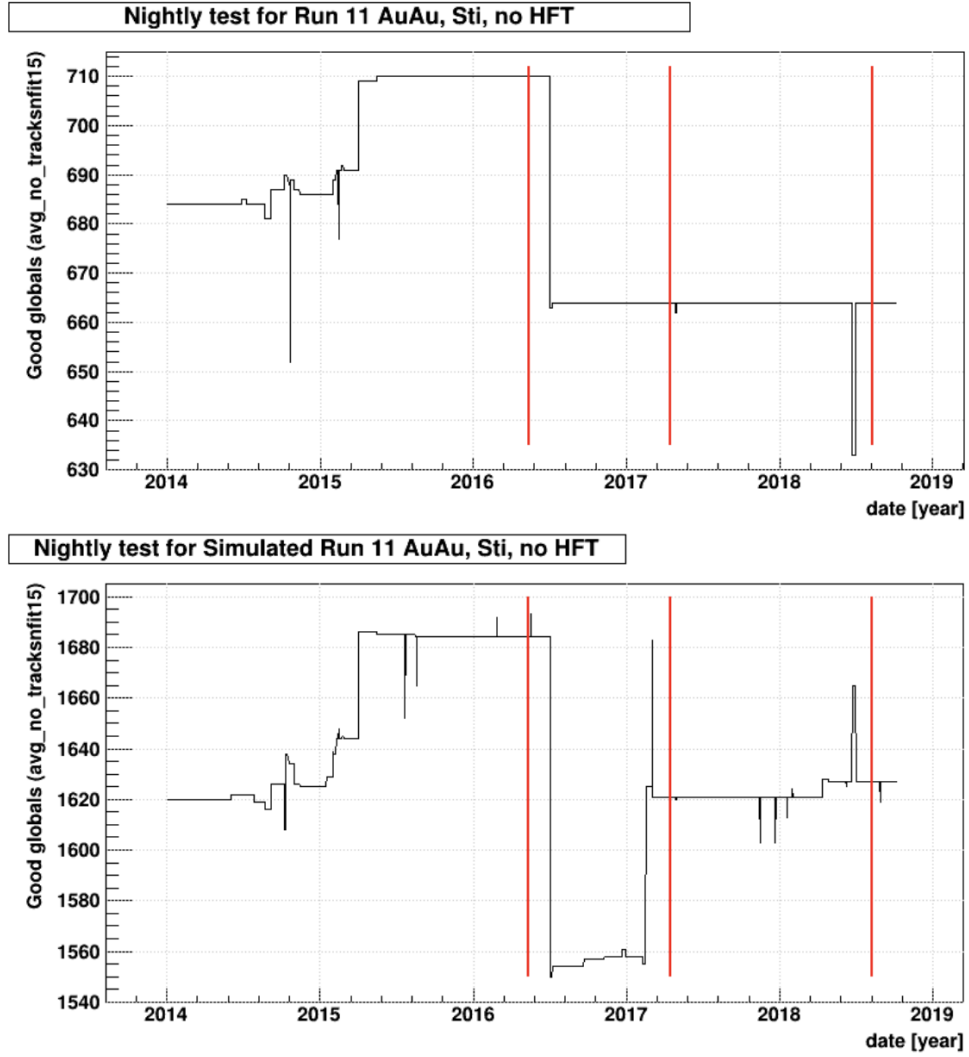 Nightly test for Run 11 AuAu, Sti, no HFT
Good globals (avg_no_tracksnfit15)
710
700
690
680
670
660
650
640
630
2014 2015 2016 2017 2018 2019
date [year]
Nightly test for Simulated Run 11 AuAu, Sti, no HFT
Good globals (avg_no_tracksnfit15)
1700
1680
1660
1640
1620
1600
1580
1560
1540
2014 2015 2016 2017 2018 2019
date [year]